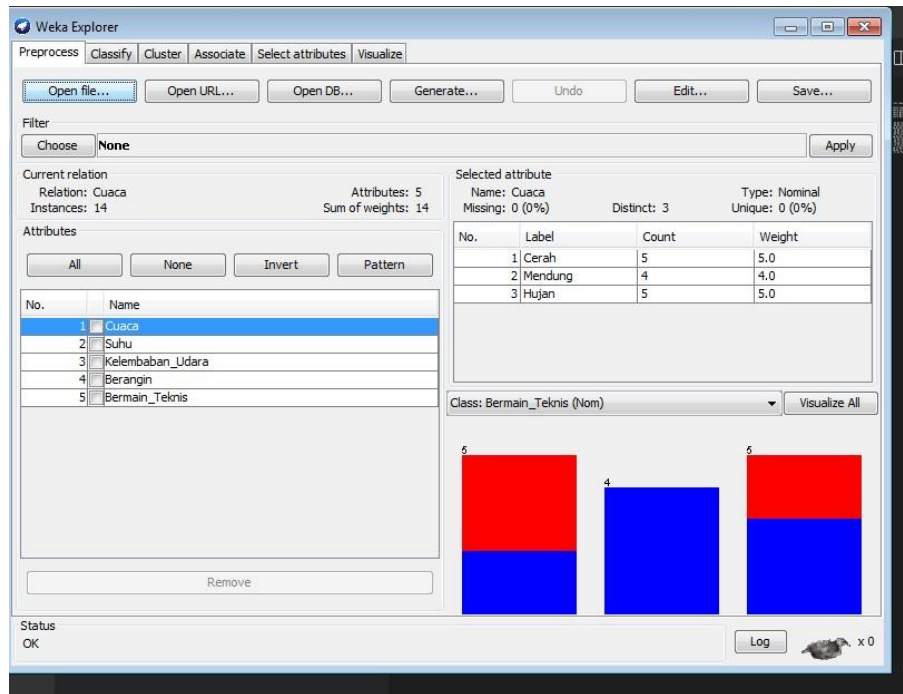 Weka Explorer
Preprocess Classify Cluster Associate Select attributes Visualize
Open file... Open URL... Open DB... Generate... Undo Edit... Save...
Filter
Choose None Apply
Current relation
Relation: Cuaca Attributes: 5
Instances: 14 Sum of weights: 14
Selected attribute
Name: Cuaca Type: Nominal
Missing: 0 (0%) Distinct: 3 Unique: 0 (0%)
Attributes
All None Invert Pattern
No. Name
1 Cuaca
2 Suhu
3 Kelembaban_Udara
4 Berangin
5 Bermain_Teknis
Remove
No. Label Count Weight
1 Cerah 5 5.0
2 Mendung 4 4.0
3 Hujan 5 5.0
Class: Bermain_Teknis (Nom) Visualize All
5 4 5
Status
OK Log x 0